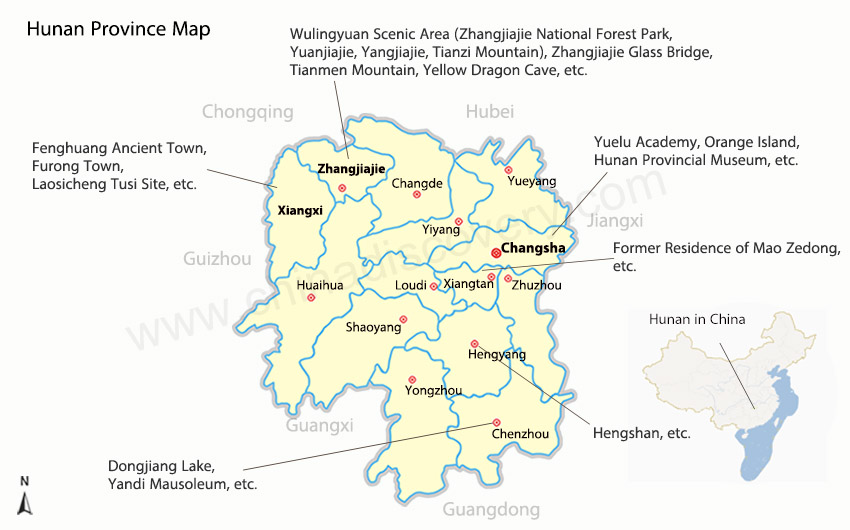 Hunan Province Map
Wulingyuan Scenic Area (Zhangjiajie National Forest Park,
Yuanjiajie, Yangjiajie, Tianzi Mountain), Zhangjiajie Glass Bridge,
Tianmen Mountain, Yellow Dragon Cave, etc.
Chongqing
Hubei
Fenghuang Ancient Town,
Furong Town,
Laosicheng Tusi Site, etc.
Yuelu Academy, Orange Island,
Hunan Provincial Museum, etc.
Zhangjiajie
Changde
Yueyang
Xiangxi
Yiyang
Jiangxi
Changsha
Former Residence of Mao Zedong,
etc.
Guizhou
Huaihua
Loudi
Xiangtan
Zhuzhou
www.chinadiscovery.com
Shaoyang
Hunan in China
Hengyang
Yongzhou
Guangxi
Chenzhou
Hengshan, etc.
Dongjiang Lake,
Yandi Mausoleum, etc.
N
Guangdong